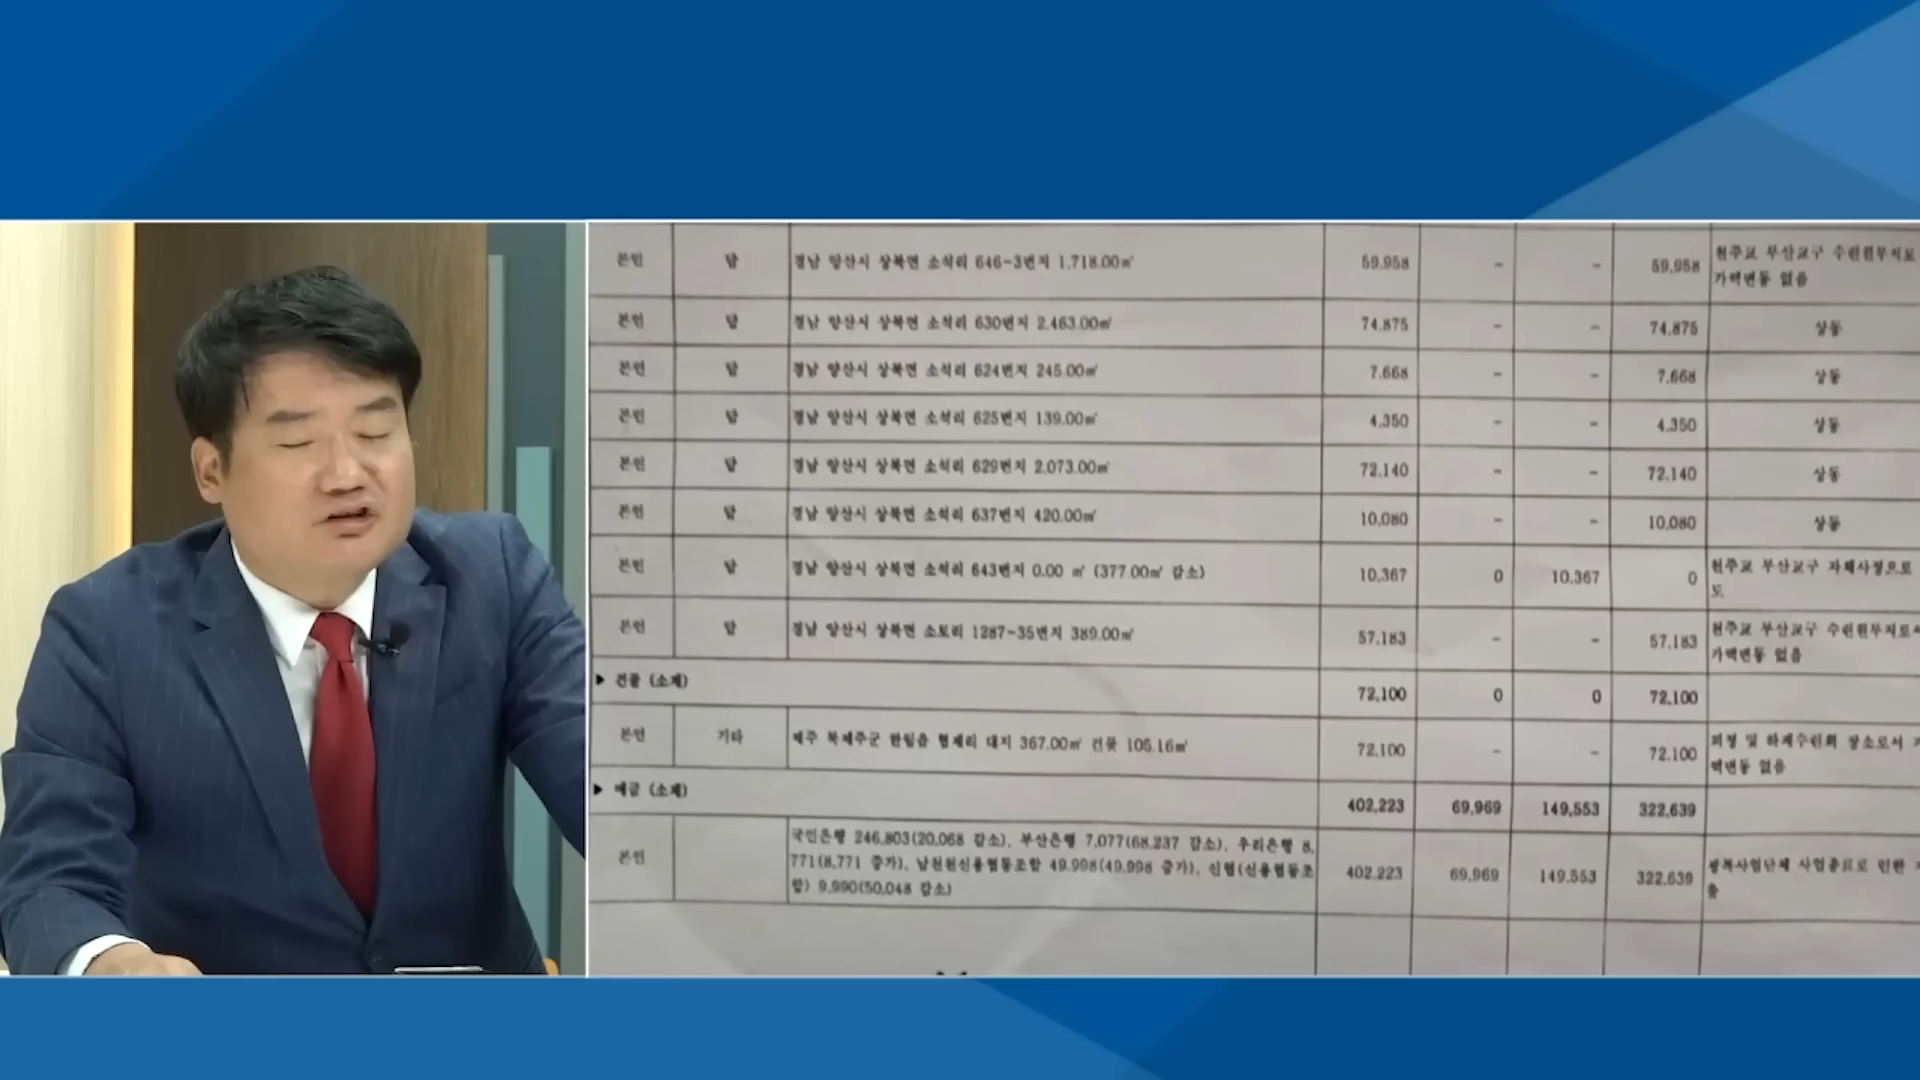 본인 답 경남 양산시 상북면 소석리 646-3번지 1,718.00㎡ 59,958 - - 59,958 천주교 부산교구 수련원부지로
가액변동 없음
본인 답 경남 양산시 상북면 소석리 630번지 2,463.00㎡ 74,875 - - 74,875 상동
본인 답 경남 양산시 상북면 소석리 624번지 245.00㎡ 7,668 - - 7,668 상동
본인 답 경남 양산시 상북면 소석리 625번지 139.00㎡ 4,350 - - 4,350 상동
본인 답 경남 양산시 상북면 소석리 629번지 2,073.00㎡ 72,140 - - 72,140 상동
본인 답 경남 양산시 상북면 소석리 637번지 420.00㎡ 10,080 - - 10,080 상동
본인 답 경남 양산시 상북면 소석리 643번지 0.00 ㎡ (377.00㎡ 감소) 10,367 0 10,367 0 천주교 부산교구 자체사정으로
도
본인 답 경남 양산시 상북면 소토리 1287-35번지 389.00㎡ 57,183 - - 57,183 천주교 부산교구 수련원부지로서
가액변동 없음
▶ 건물 (소계) 72,100 0 0 72,100
본인 기타 제주 북제주군 한림읍 협재리 대지 367.00㎡ 건물 105.16㎡ 72,100 - - 72,100 피정 및 하계수련회 장소로서 가
액변동 없음
▶ 예금 (소계) 402,223 69,969 149,553 322,639
본인 국민은행 246,803(20,068 감소), 부산은행 7,077(68,237 감소), 우리은행 8,
771(8,771 증가), 남천원신용협동조합 49,998(49,998 증가), 신협(신용협동조
합) 9,990(50,048 감소) 402,223 69,969 149,553 322,639 광복사업단체 사업종료로 인한
출